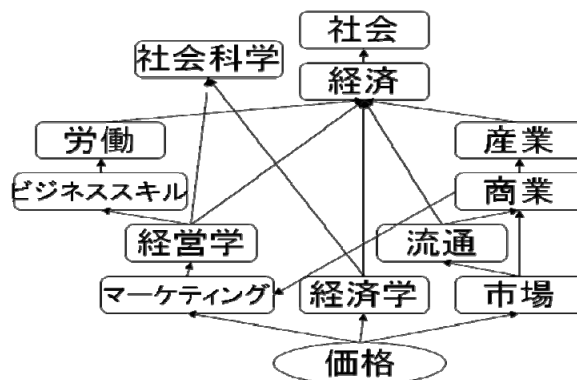 社会
社会科学
経済
労働
産業
ビジネススキル
商業
経営学
流通
マーケティング
経済学
市場
価格